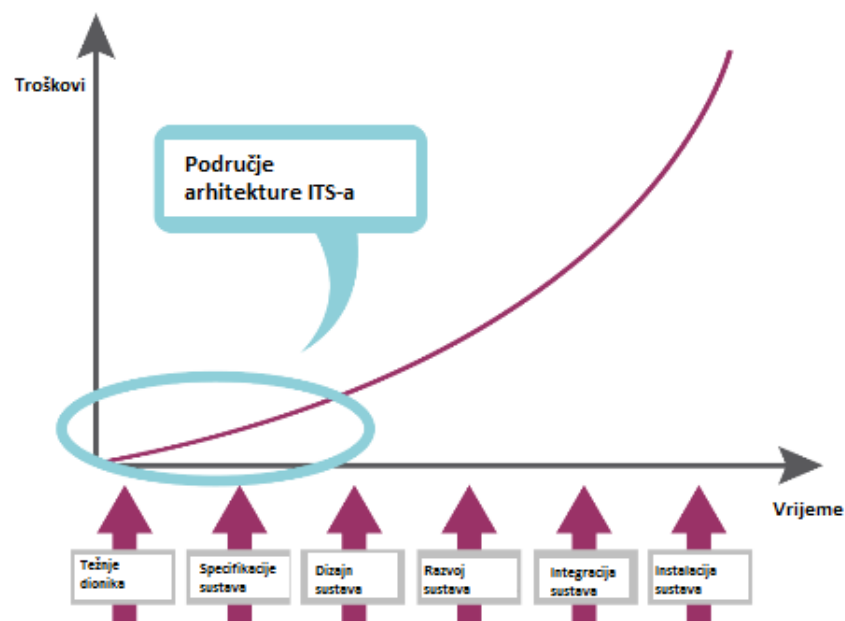 Troškovi
Područje
arhitekture ITS-a
Vrijeme
Težnje
dionika
Specifikacije
sustava
Dizajn
sustava
Razvoj
sustava
Integracija
sustava
Instalacija
sustava